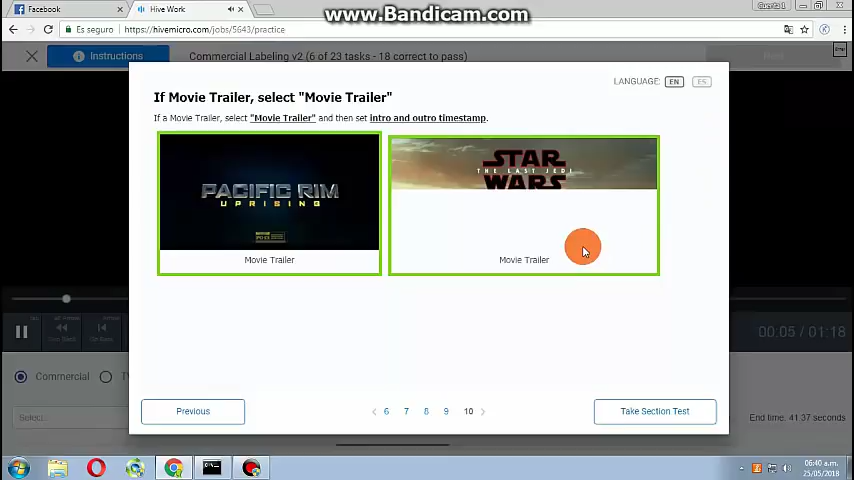 www.Bandicam.com
Facebook
Hive Work
Cuenta 1
Es seguro
https://hivemicro.com/jobs/5643/practice
Instructions
Commercial Labeling v2 (6 of 23 tasks - 18 correct to pass)
LANGUAGE: EN ES
If Movie Trailer, select "Movie Trailer"
If a Movie Trailer, select "Movie Trailer" and then set intro and outro timestamp.
PACIFIC RIM
UPRISING
STAR
THE LAST JEDI
WARS
Movie Trailer
Movie Trailer
00:05 / 01:18
Commercial
Select
End time: 41.37 seconds
Previous
6 7 8 9 10
Take Section Test
06:40 a.m.
25/05/2018